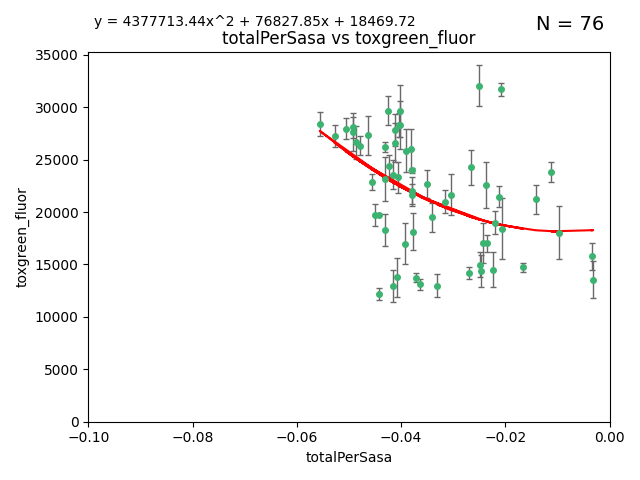 y = 4377713.44x^2 + 76827.85x + 18469.72
N = 76
totalPerSasa vs toxgreen_fluor
35000
30000
25000
20000
15000
10000
5000
0
toxgreen_fluor
−0.10
−0.08
−0.06
−0.04
−0.02
0.00
totalPerSasa